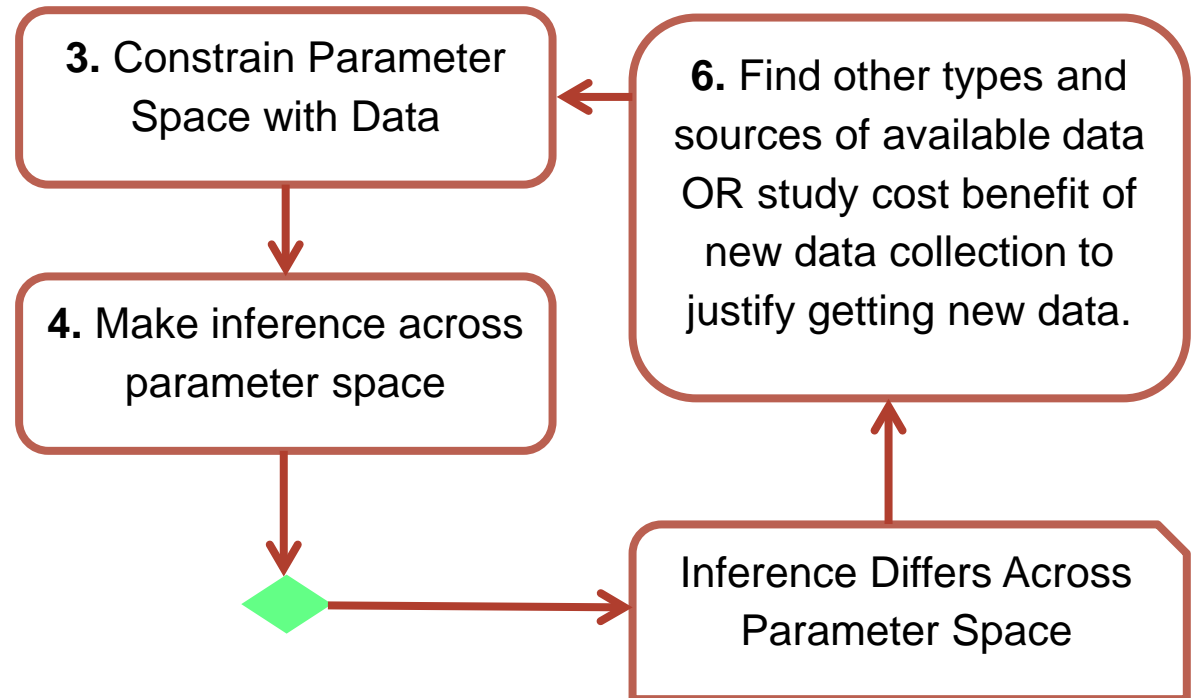 3. Constrain Parameter
Space with Data
4. Make inference across
parameter space
6. Find other types and
sources of available data
OR study cost benefit of
new data collection to
justify getting new data.
Inference Differs Across
Parameter Space